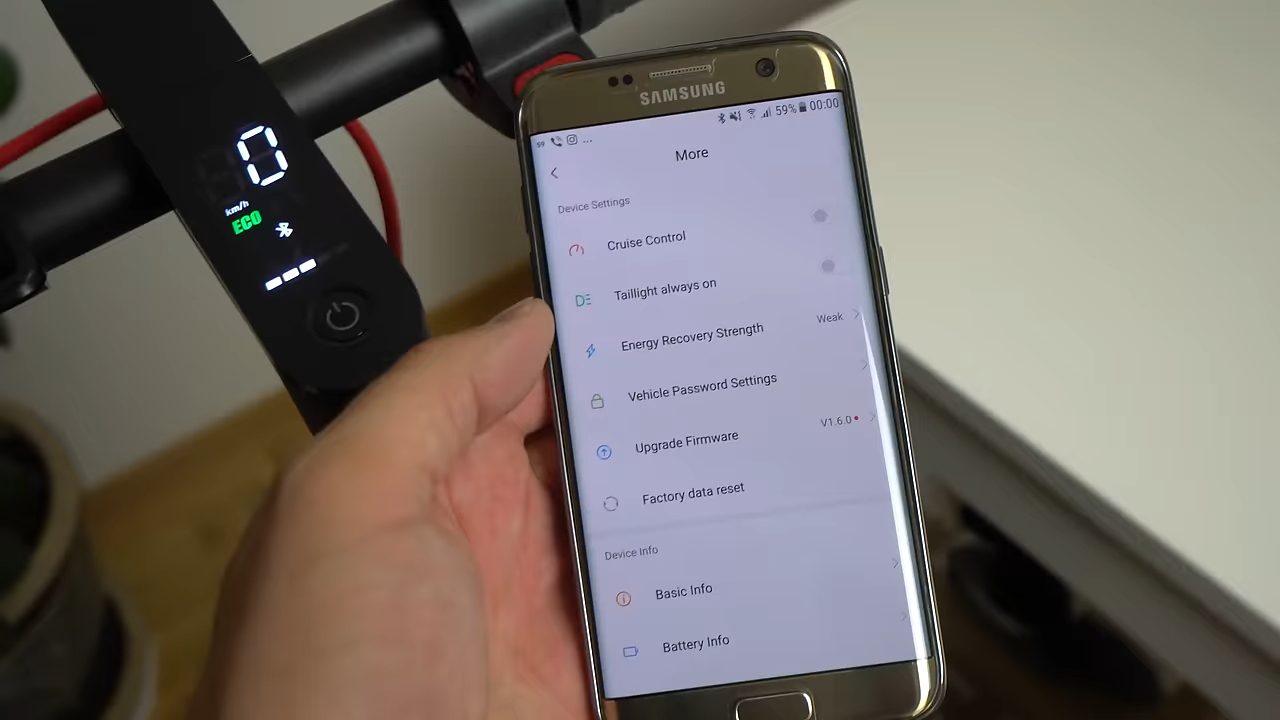 0
km/h
ECO
SAMSUNG
59% 00:00
More
Device Settings
Cruise Control
Taillight always on
Energy Recovery Strength Weak
Vehicle Password Settings
Upgrade Firmware V1.6.0
Factory data reset
Device Info
Basic Info
Battery Info